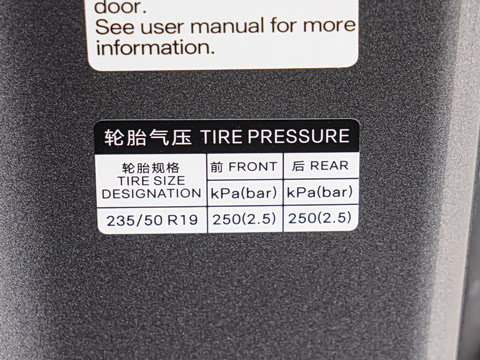 door.
See user manual for more
information.
轮胎气压 TIRE PRESSURE
轮胎规格
TIRE SIZE
DESIGNATION
前 FRONT
后 REAR
kPa(bar) kPa(bar)
235/50 R19 250(2.5) 250(2.5)